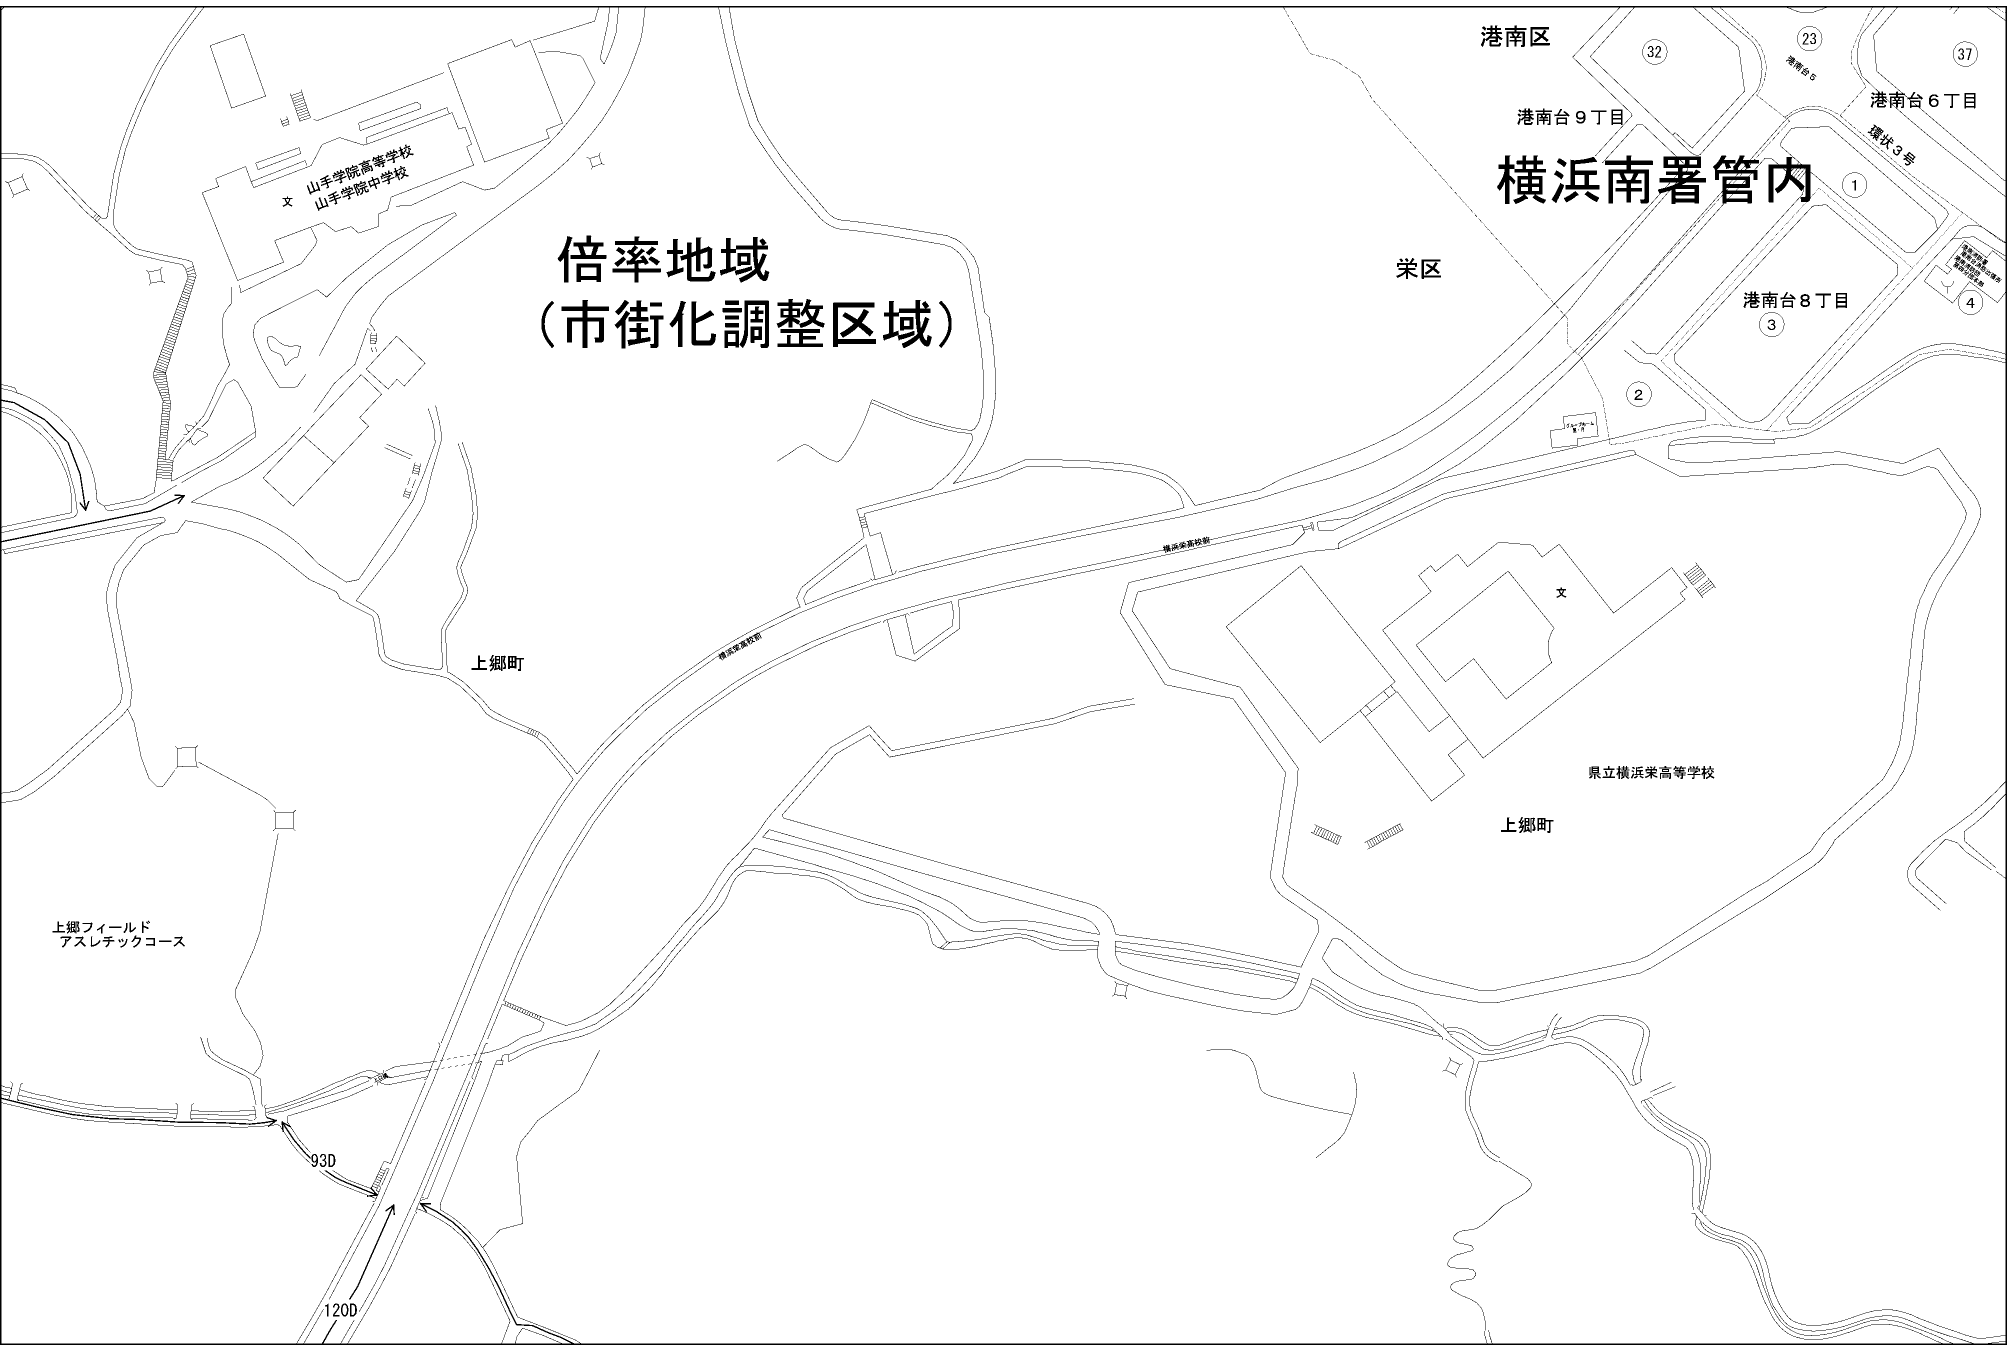 港南区
32
23
港南台5
37
港南台6丁目
港南台9丁目
環状3号
横浜南署管内
1
山手学院高等学校
山手学院中学校
文
倍率地域
（市街化調整区域）
栄区
港南台8丁目
3
4
2
横浜栄高校前
文
横浜栄高校前
上郷町
県立横浜栄高等学校
上郷町
上郷フィールド
アスレチックコース
93D
120D